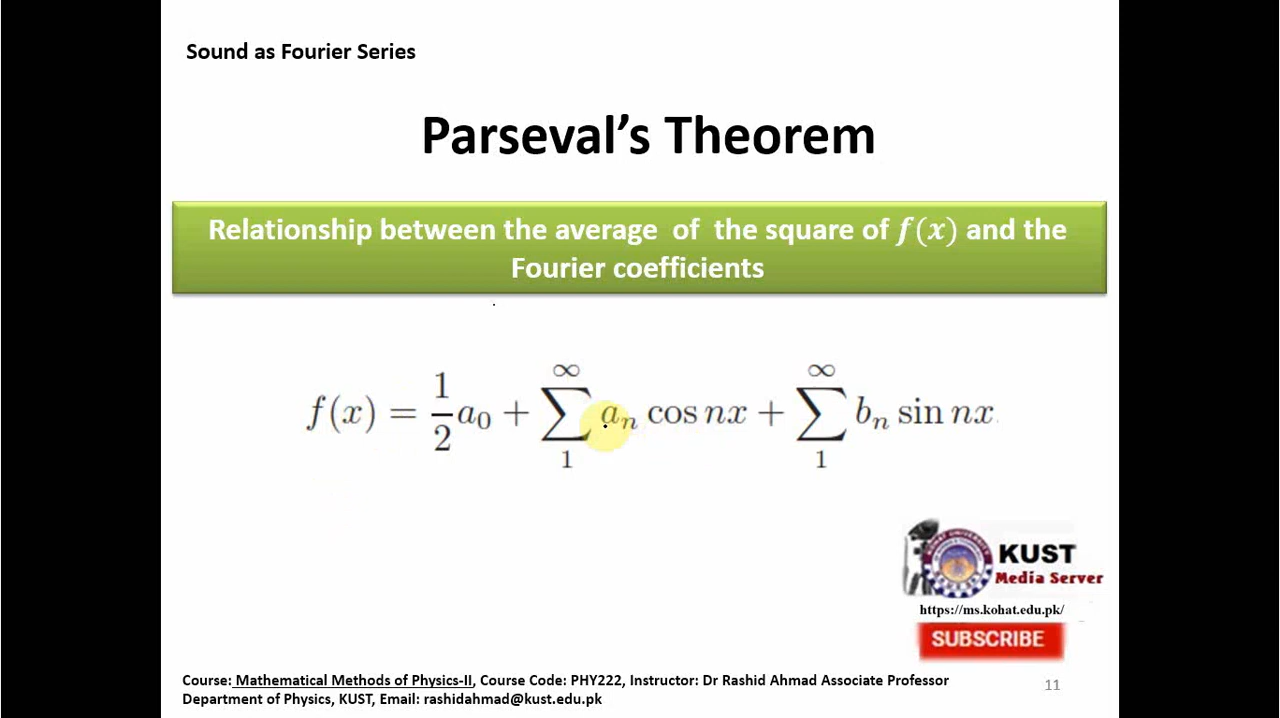 Sound as Fourier Series
Parseval’s Theorem
Relationship between the average of the square of f(x) and the
Fourier coefficients
f(x) = 1/2 a₀ + ∑₁^∞ aₙ cos nx + ∑₁^∞ bₙ sin nx
KUST
Media Server
https://ms.kohat.edu.pk/
SUBSCRIBE
Course: Mathematical Methods of Physics-II, Course Code: PHY222, Instructor: Dr Rashid Ahmad Associate Professor
Department of Physics, KUST, Email: rashidahmad@kust.edu.pk
11